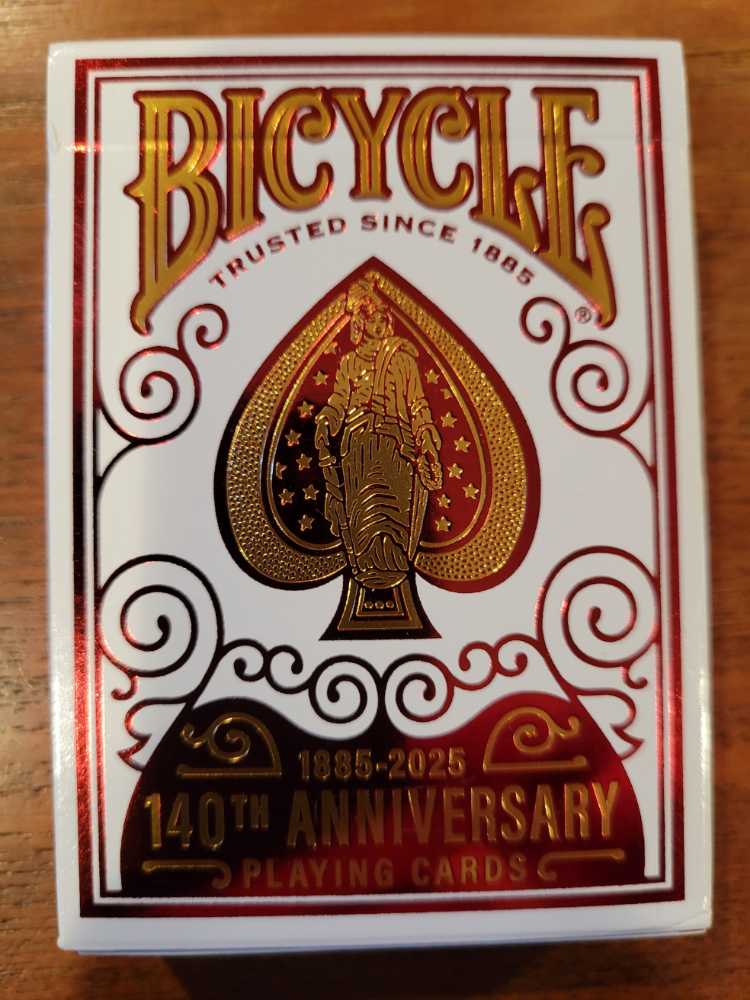 BICYCLE
®
TRUSTED SINCE 1885
1885-2025
140TH ANNIVERSARY
PLAYING CARDS